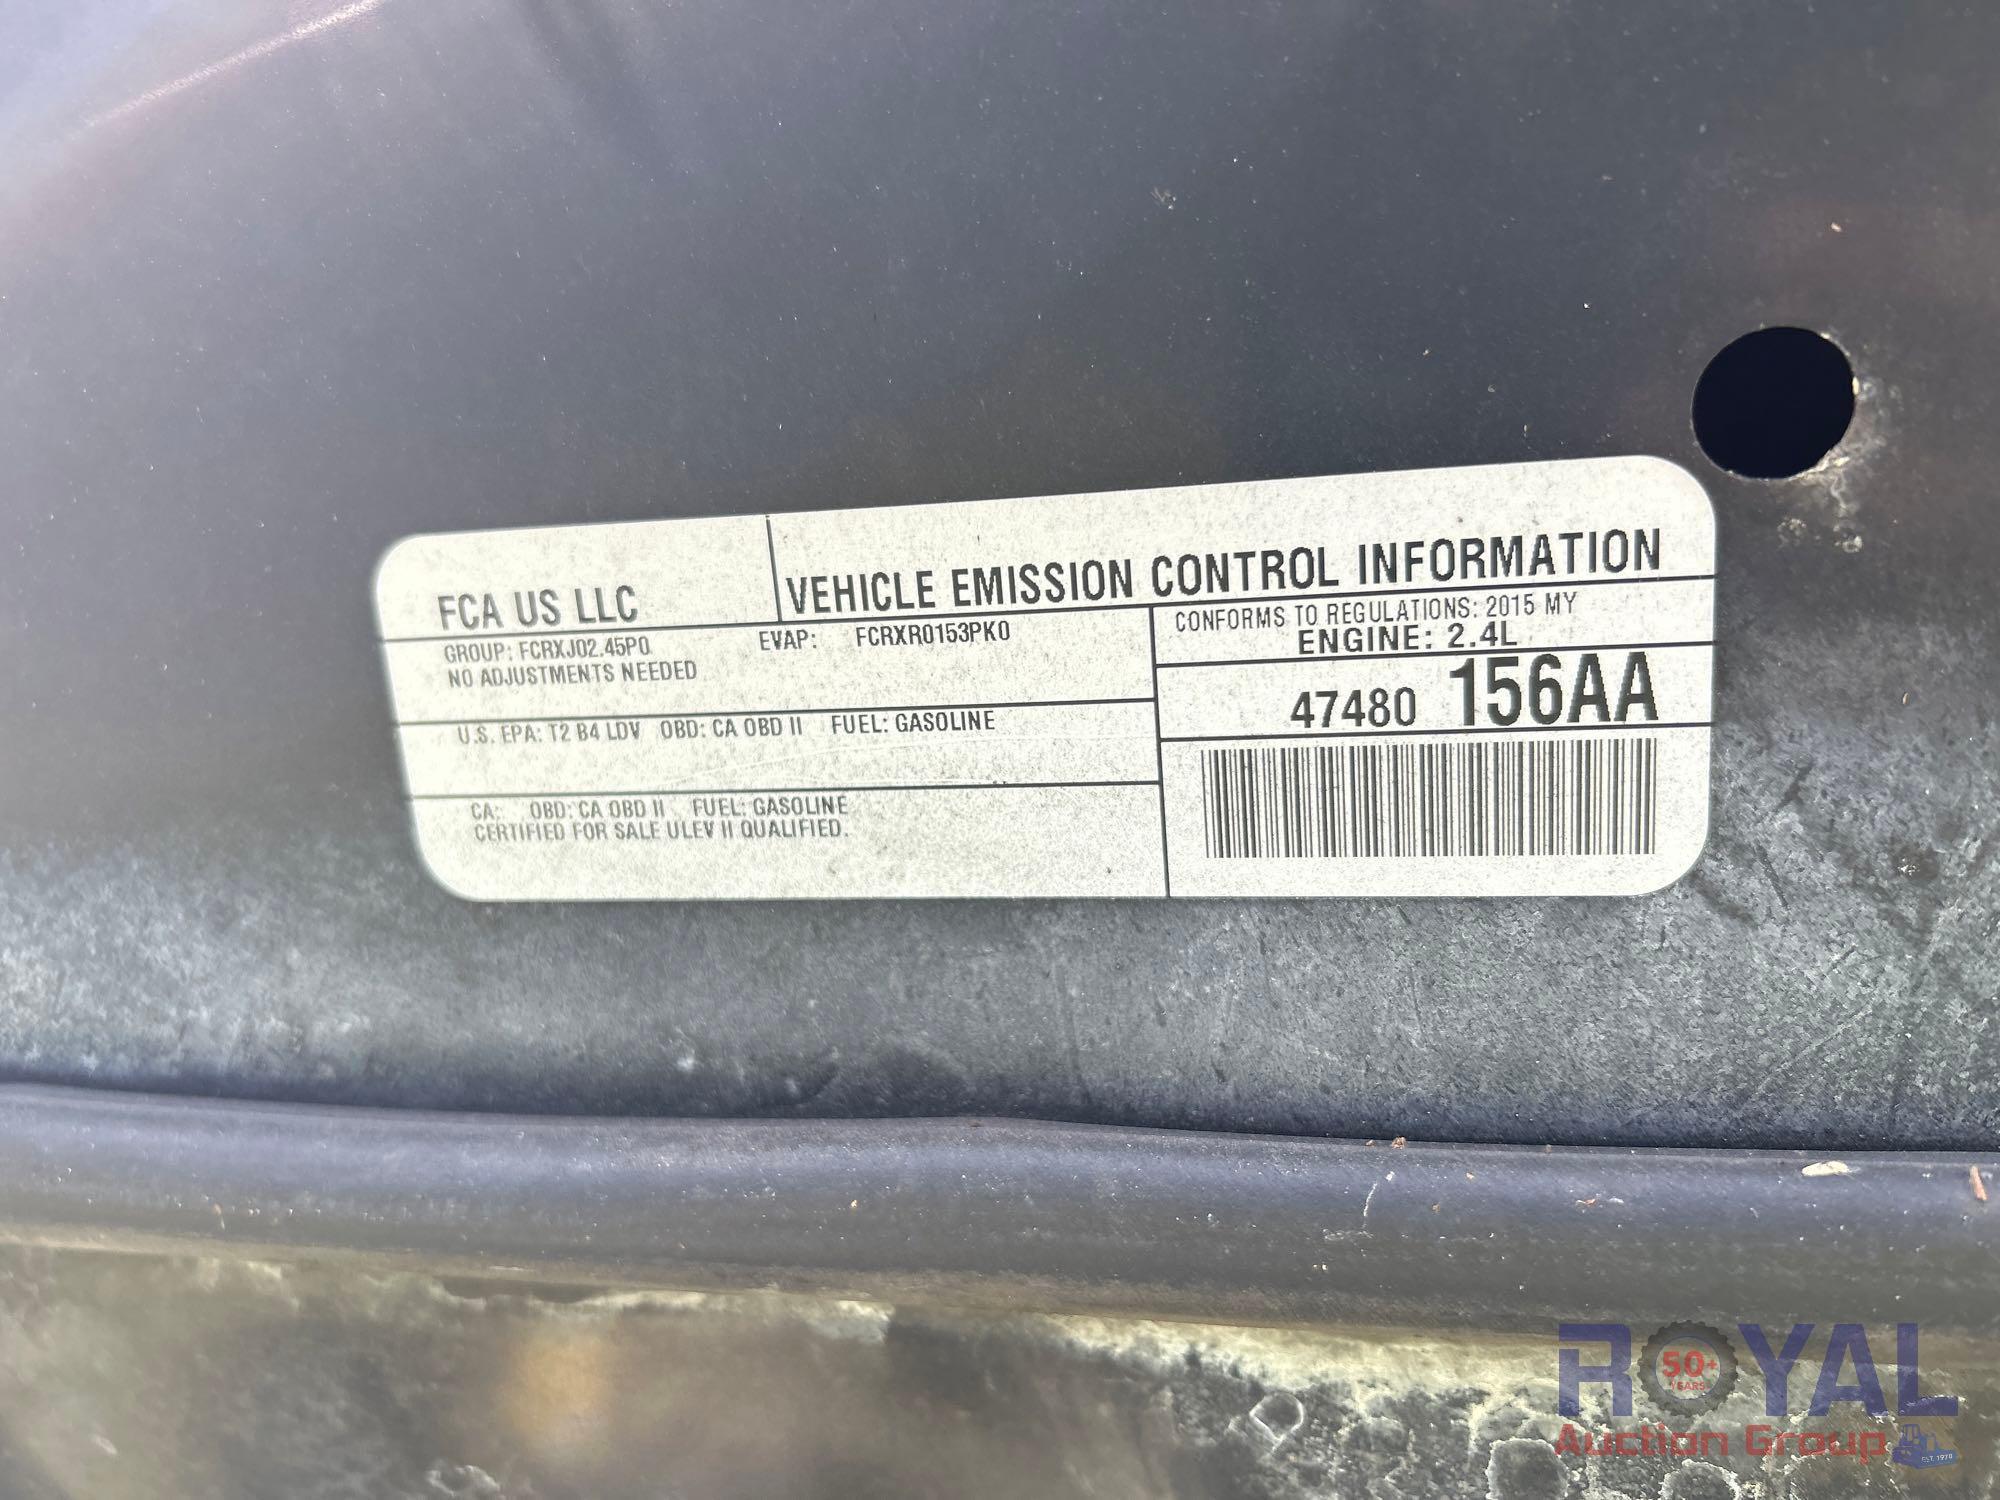 FCA US LLC
VEHICLE EMISSION CONTROL INFORMATION
GROUP: FCRXJ02.45P0
EVAP: FCRXR0153PK0
NO ADJUSTMENTS NEEDED
CONFORMS TO REGULATIONS: 2015 MY
ENGINE: 2.4L
47480 156AA
U.S. EPA: T2 B4 LDV OBD: CA OBD II FUEL: GASOLINE
CA: OBD: CA OBD II FUEL: GASOLINE
CERTIFIED FOR SALE ULEV II QUALIFIED.
ROYAL
50+
YEARS
Auction Group
EST. 1970